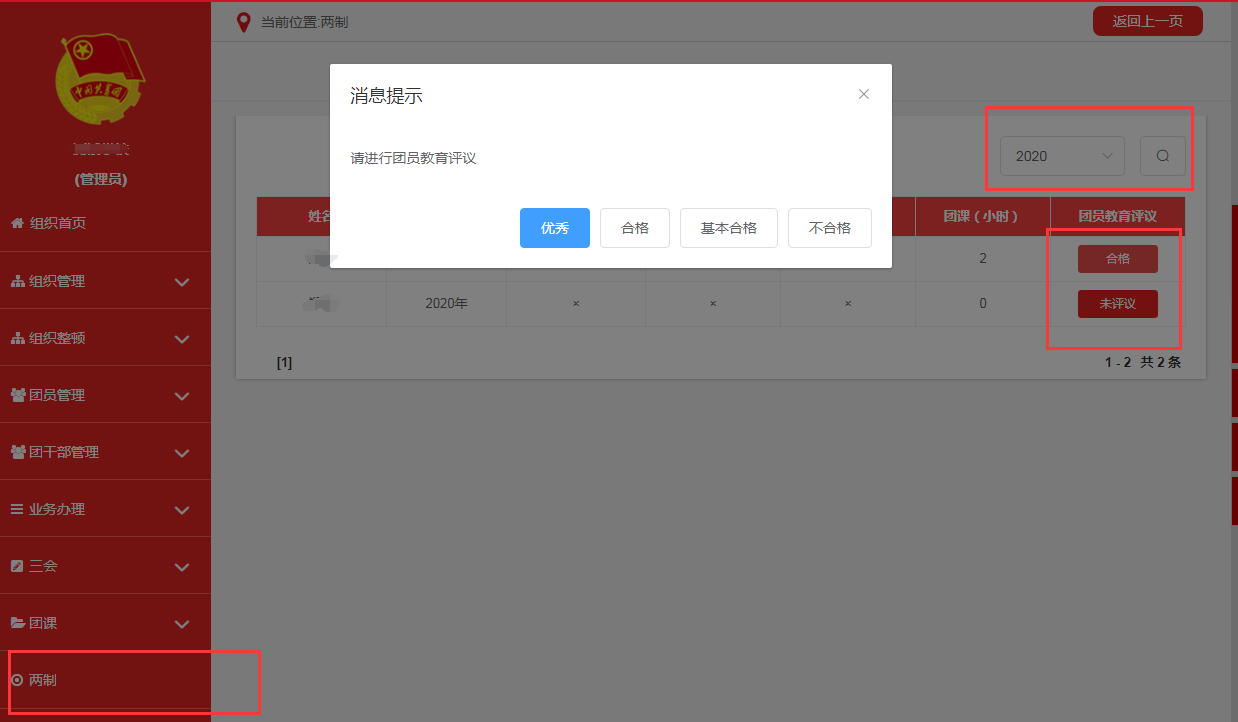 中国共青团
(管理员)
组织首页
组织管理
组织整顿
团员管理
团干部管理
业务办理
三会
团课
两制
当前位置:两制
返回上一页
消息提示
×
请进行团员教育评议
优秀
合格
基本合格
不合格
2020
姓名 团课（小时） 团员教育评议
2 合格
2020年 × × × 0 未评议
[1]
1 - 2 共 2 条